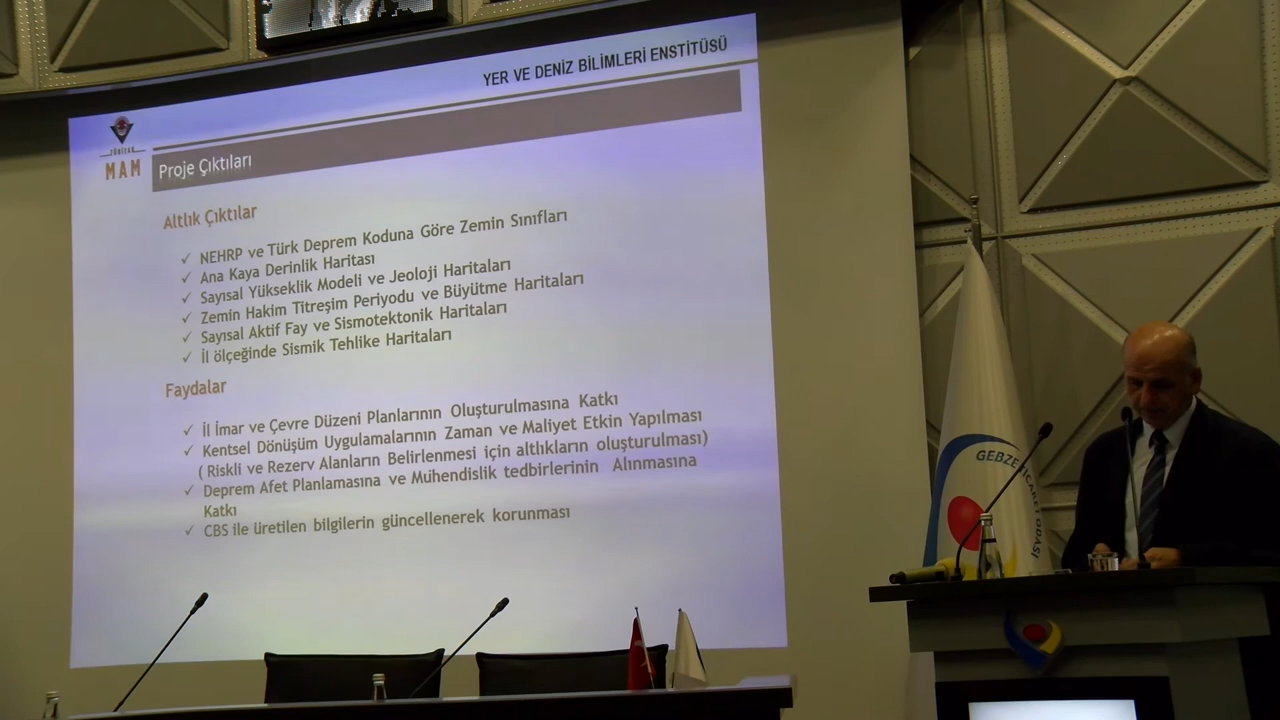 YER VE DENİZ BİLİMLERİ ENSTİTÜSÜ
TÜBİTAK
MAM
Proje Çıktıları
Altlık Çıktılar
✓ NEHRP ve Türk Deprem Koduna Göre Zemin Sınıfları
✓ Ana Kaya Derinlik Haritası
✓ Sayısal Yükseklik Modeli ve Jeoloji Haritaları
✓ Zemin Hakim Titreşim Periyodu ve Büyütme Haritaları
✓ Sayısal Aktif Fay ve Sismotektonik Haritaları
✓ İl ölçeğinde Sismik Tehlike Haritaları
Faydalar
✓ İl İmar ve Çevre Düzeni Planlarının Oluşturulmasına Katkı
✓ Kentsel Dönüşüm Uygulamalarının Zaman ve Maliyet Etkin Yapılması
( Riskli ve Rezerv Alanların Belirlenmesi için altlıkların oluşturulması)
✓ Deprem Afet Planlamasına ve Mühendislik tedbirlerinin Alınmasına
Katkı
✓ CBS ile üretilen bilgilerin güncellenerek korunması
GEBZE TİCARET ODASI